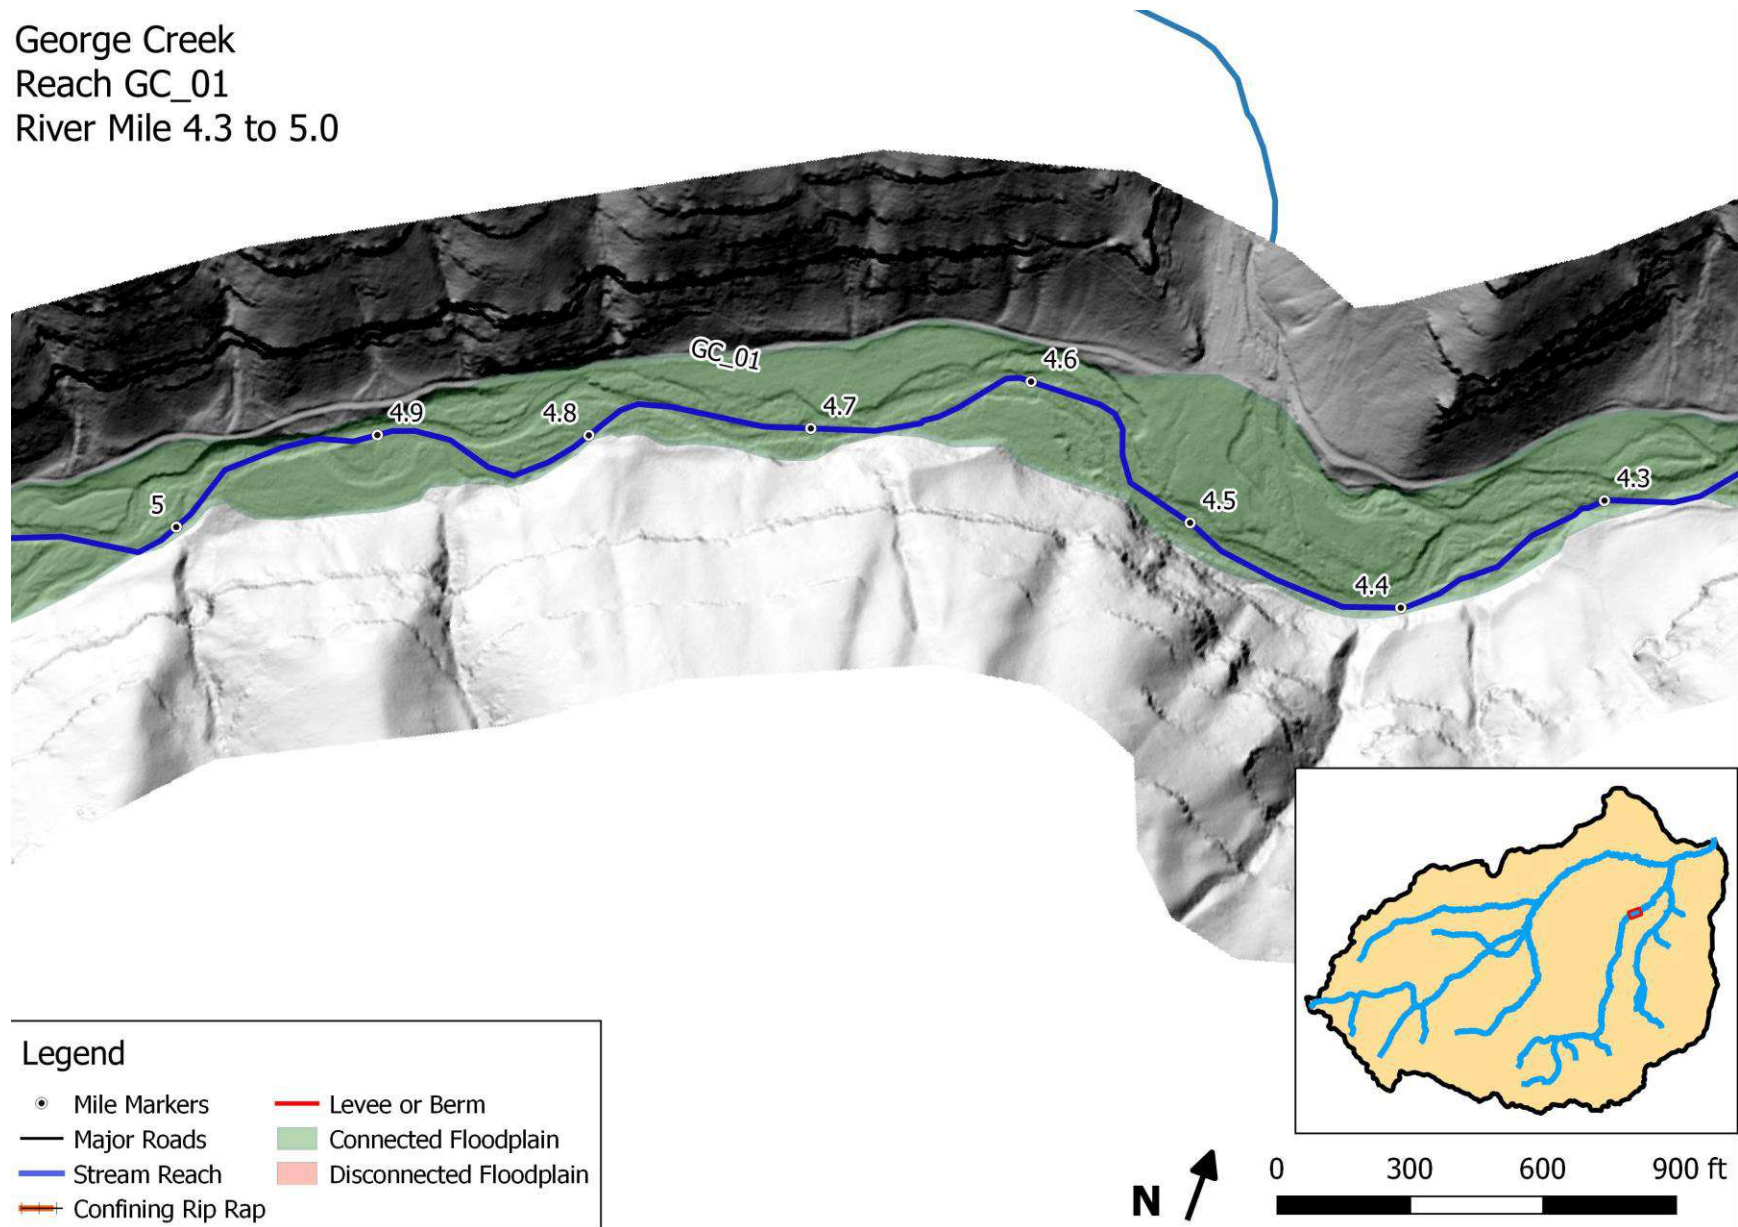 George Creek
Reach GC_01
River Mile 4.3 to 5.0
GC_01
4.6
4.9
4.8
4.7
4.3
5
4.5
4.4
Legend
Mile Markers
Major Roads
Stream Reach
Confining Rip Rap
Levee or Berm
Connected Floodplain
Disconnected Floodplain
N
0 300 600 900 ft